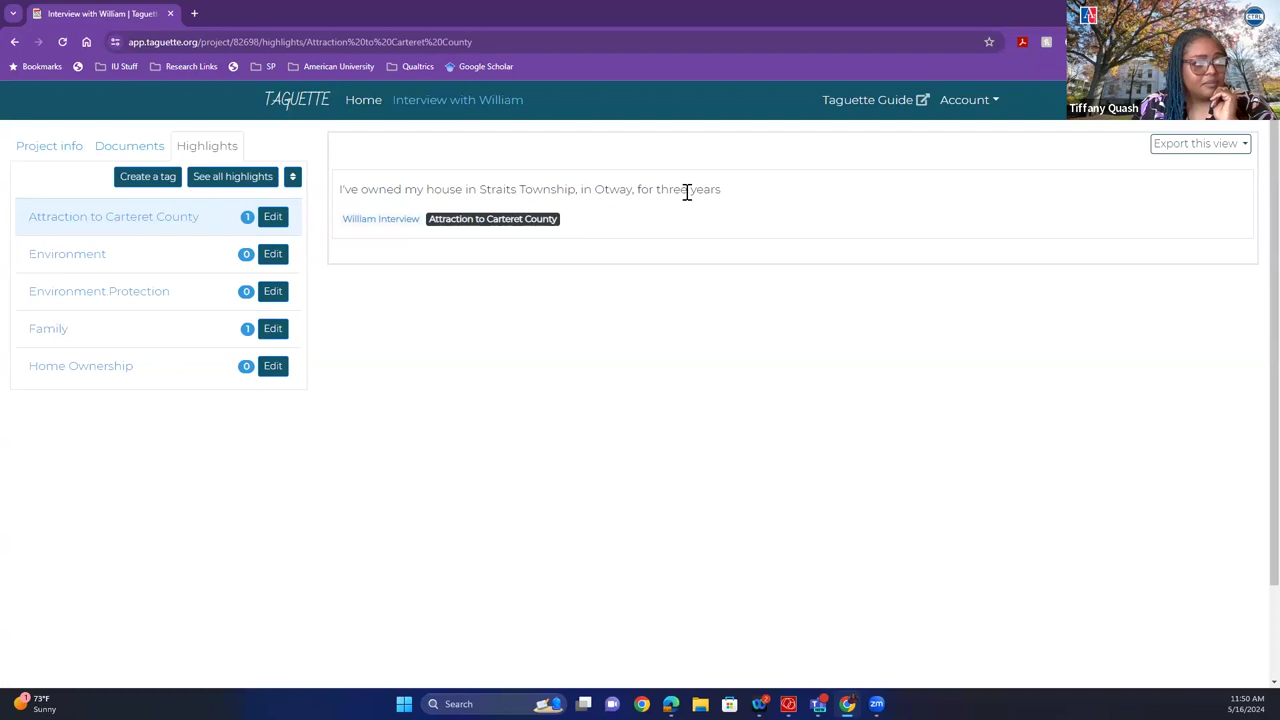 Interview with William | Taguett
app.taguette.org/project/82698/highlights/Attraction%20to%20Carteret%20County
Bookmarks
IU Stuff
Research Links
SP
American University
Qualtrics
Google Scholar
CTRL
Tiffany Quash
TAGUETTE
Home
Interview with William
Taguette Guide
Account
Project info
Documents
Highlights
Export this view
Create a tag
See all highlights
I've owned my house in Straits Township, in Otway, for three years
William Interview
Attraction to Carteret County
Attraction to Carteret County 1 Edit
Environment 0 Edit
Environment.Protection 0 Edit
Family 1 Edit
Home Ownership 0 Edit
1
73°F
Sunny
Search
zm
11:50 AM
5/16/2024